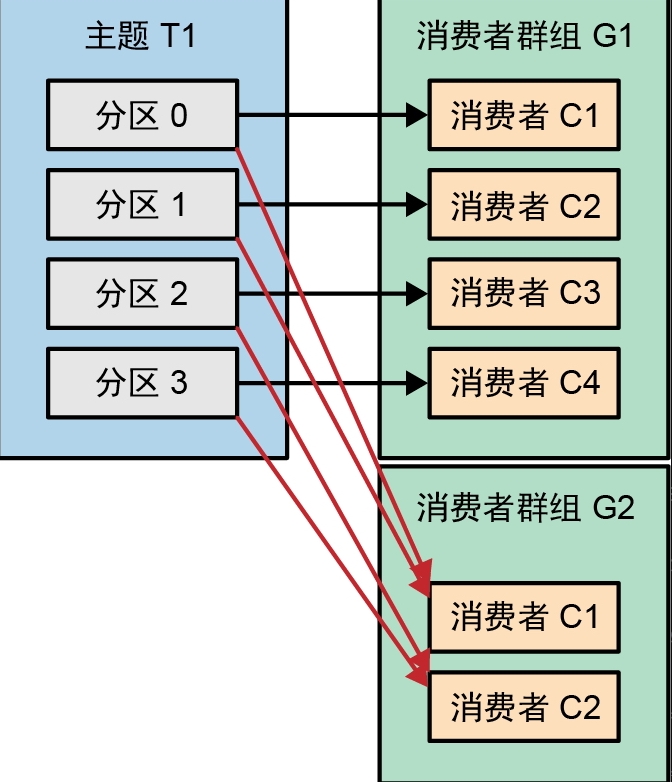 主题 T1
分区 0
分区 1
分区 2
分区 3
消费者群组 G1
消费者 C1
消费者 C2
消费者 C3
消费者 C4
消费者群组 G2
消费者 C1
消费者 C2